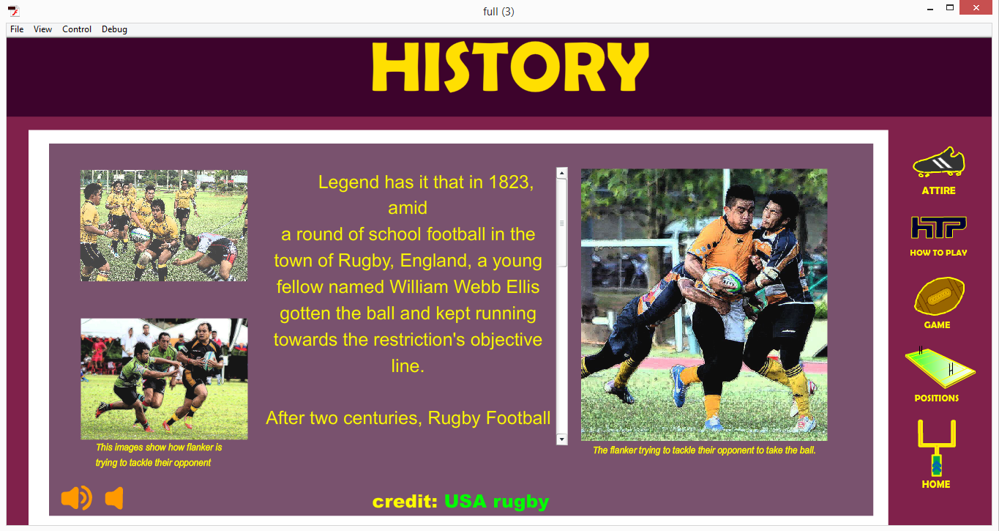 full (3)
File View Control Debug
HISTORY
Legend has it that in 1823,
amid
a round of school football in the
town of Rugby, England, a young
fellow named William Webb Ellis
gotten the ball and kept running
towards the restriction's objective
line.
After two centuries, Rugby Football
This images show how flanker is
trying to tackle their opponent
The flanker trying to tackle their opponent to take the ball.
credit: USA rugby
ATTIRE
HTP
HOW TO PLAY
GAME
POSITIONS
HOME